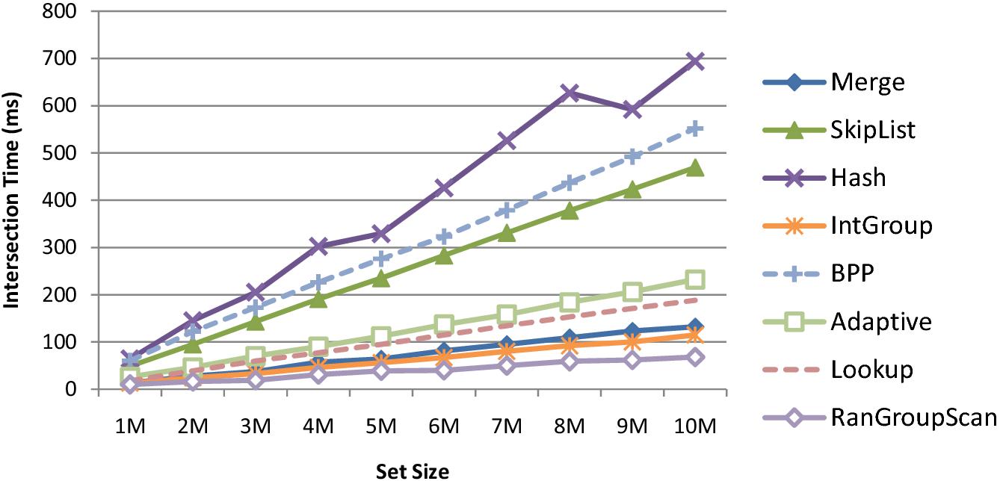 800
700
600
500
400
300
200
100
0
Intersection Time (ms)
1M 2M 3M 4M 5M 6M 7M 8M 9M 10M
Set Size
Merge
SkipList
Hash
IntGroup
BPP
Adaptive
Lookup
RanGroupScan